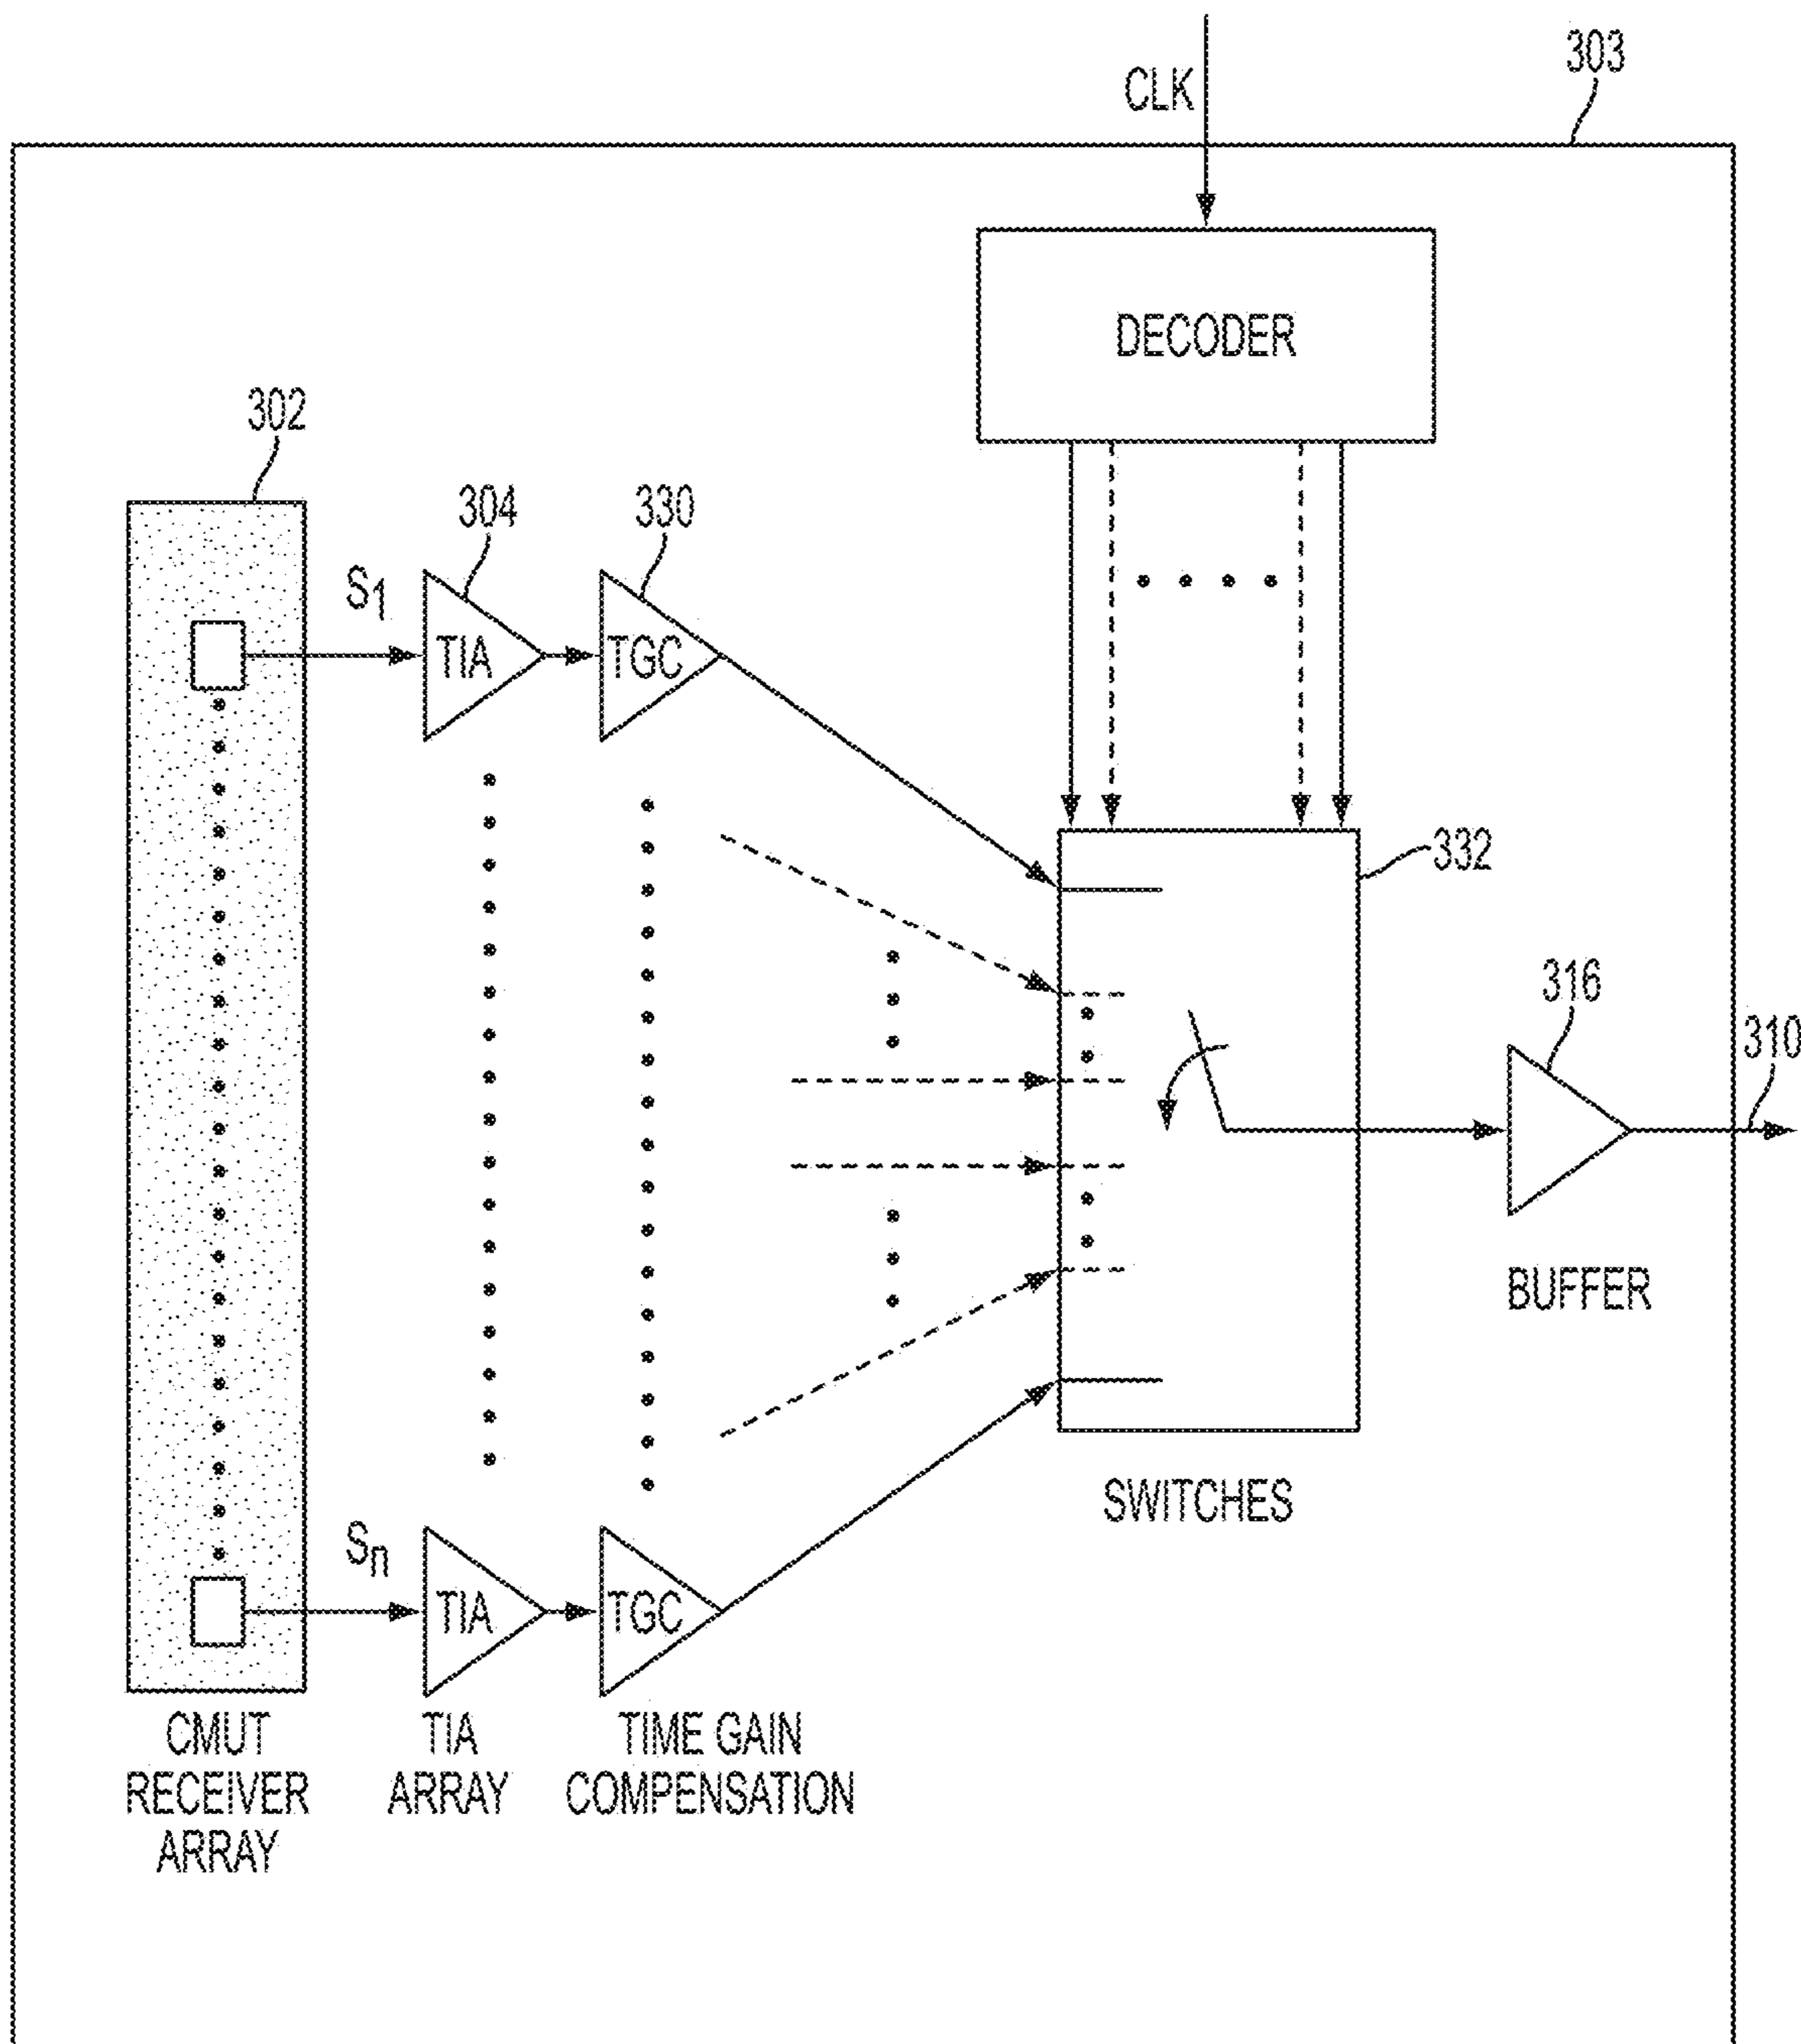 303
CLK
DECODER
302
304
330
S1
TIA
TGC
332
316
310
BUFFER
SWITCHES
Sn
TIA
TGC
CMUT
RECEIVER
ARRAY
TIA
ARRAY
TIME GAIN
COMPENSATION